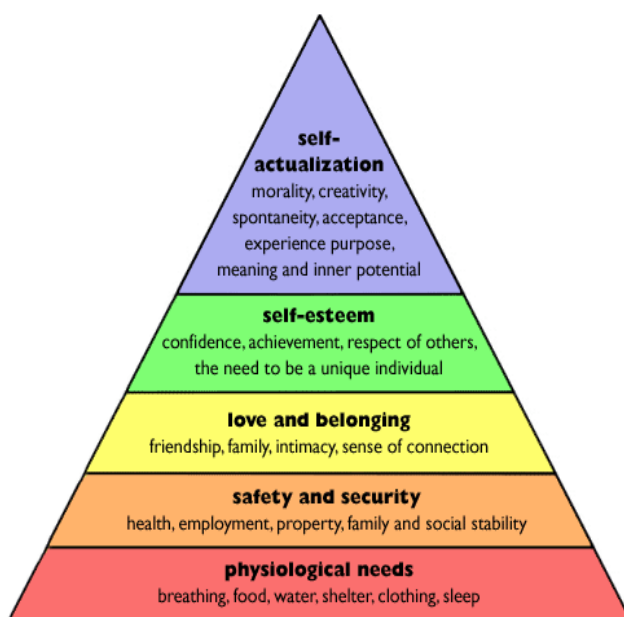 self-
actualization
morality, creativity,
spontaneity, acceptance,
experience purpose,
meaning and inner potential
self-esteem
confidence, achievement, respect of others,
the need to be a unique individual
love and belonging
friendship, family, intimacy, sense of connection
safety and security
health, employment, property, family and social stability
physiological needs
breathing, food, water, shelter, clothing, sleep